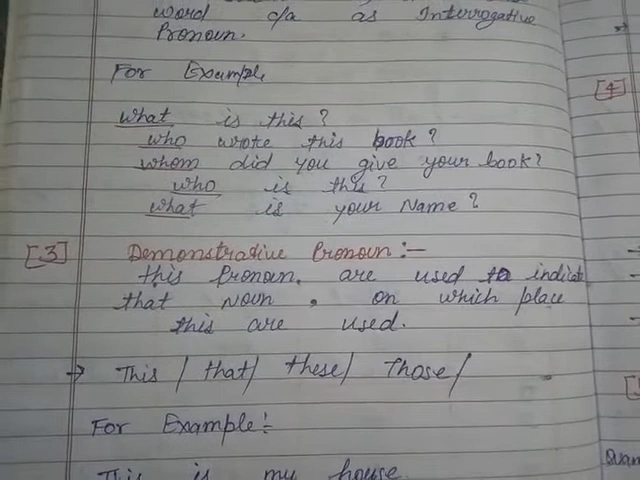 word c/a as Interrogative
Pronoun.
For Example
what is this?
who wrote this book?
whom did you give your book?
who is this?
what is your Name?
[3] Demonstrative Pronoun:-
this Pronoun. are used to indicate
that Noun, on which place
this are used.
→ This / that / these / Those /
For Example:-
This is my house
[4]